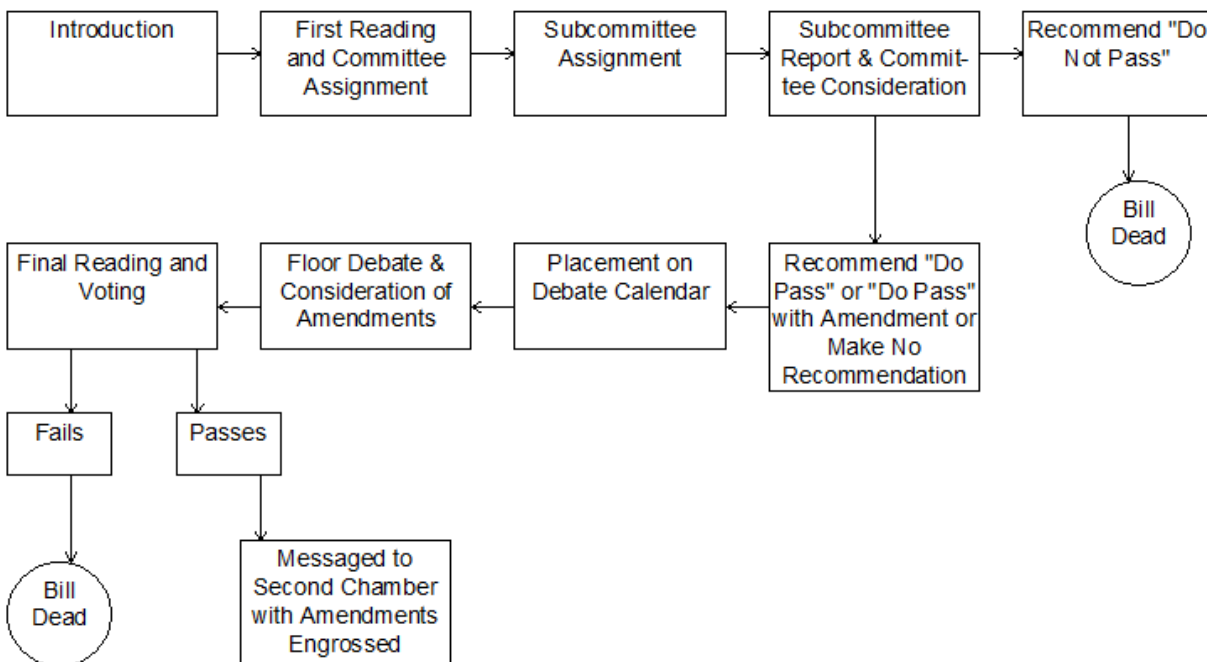 Introduction
First Reading
and Committee
Assignment
Subcommittee
Assignment
Subcommittee
Report & Commit-
tee Consideration
Recommend "Do
Not Pass"
Bill
Dead
Final Reading and
Voting
Floor Debate &
Consideration of
Amendments
Placement on
Debate Calendar
Recommend "Do
Pass" or "Do Pass"
with Amendment or
Make No
Recommendation
Fails
Passes
Bill
Dead
Messaged to
Second Chamber
with Amendments
Engrossed